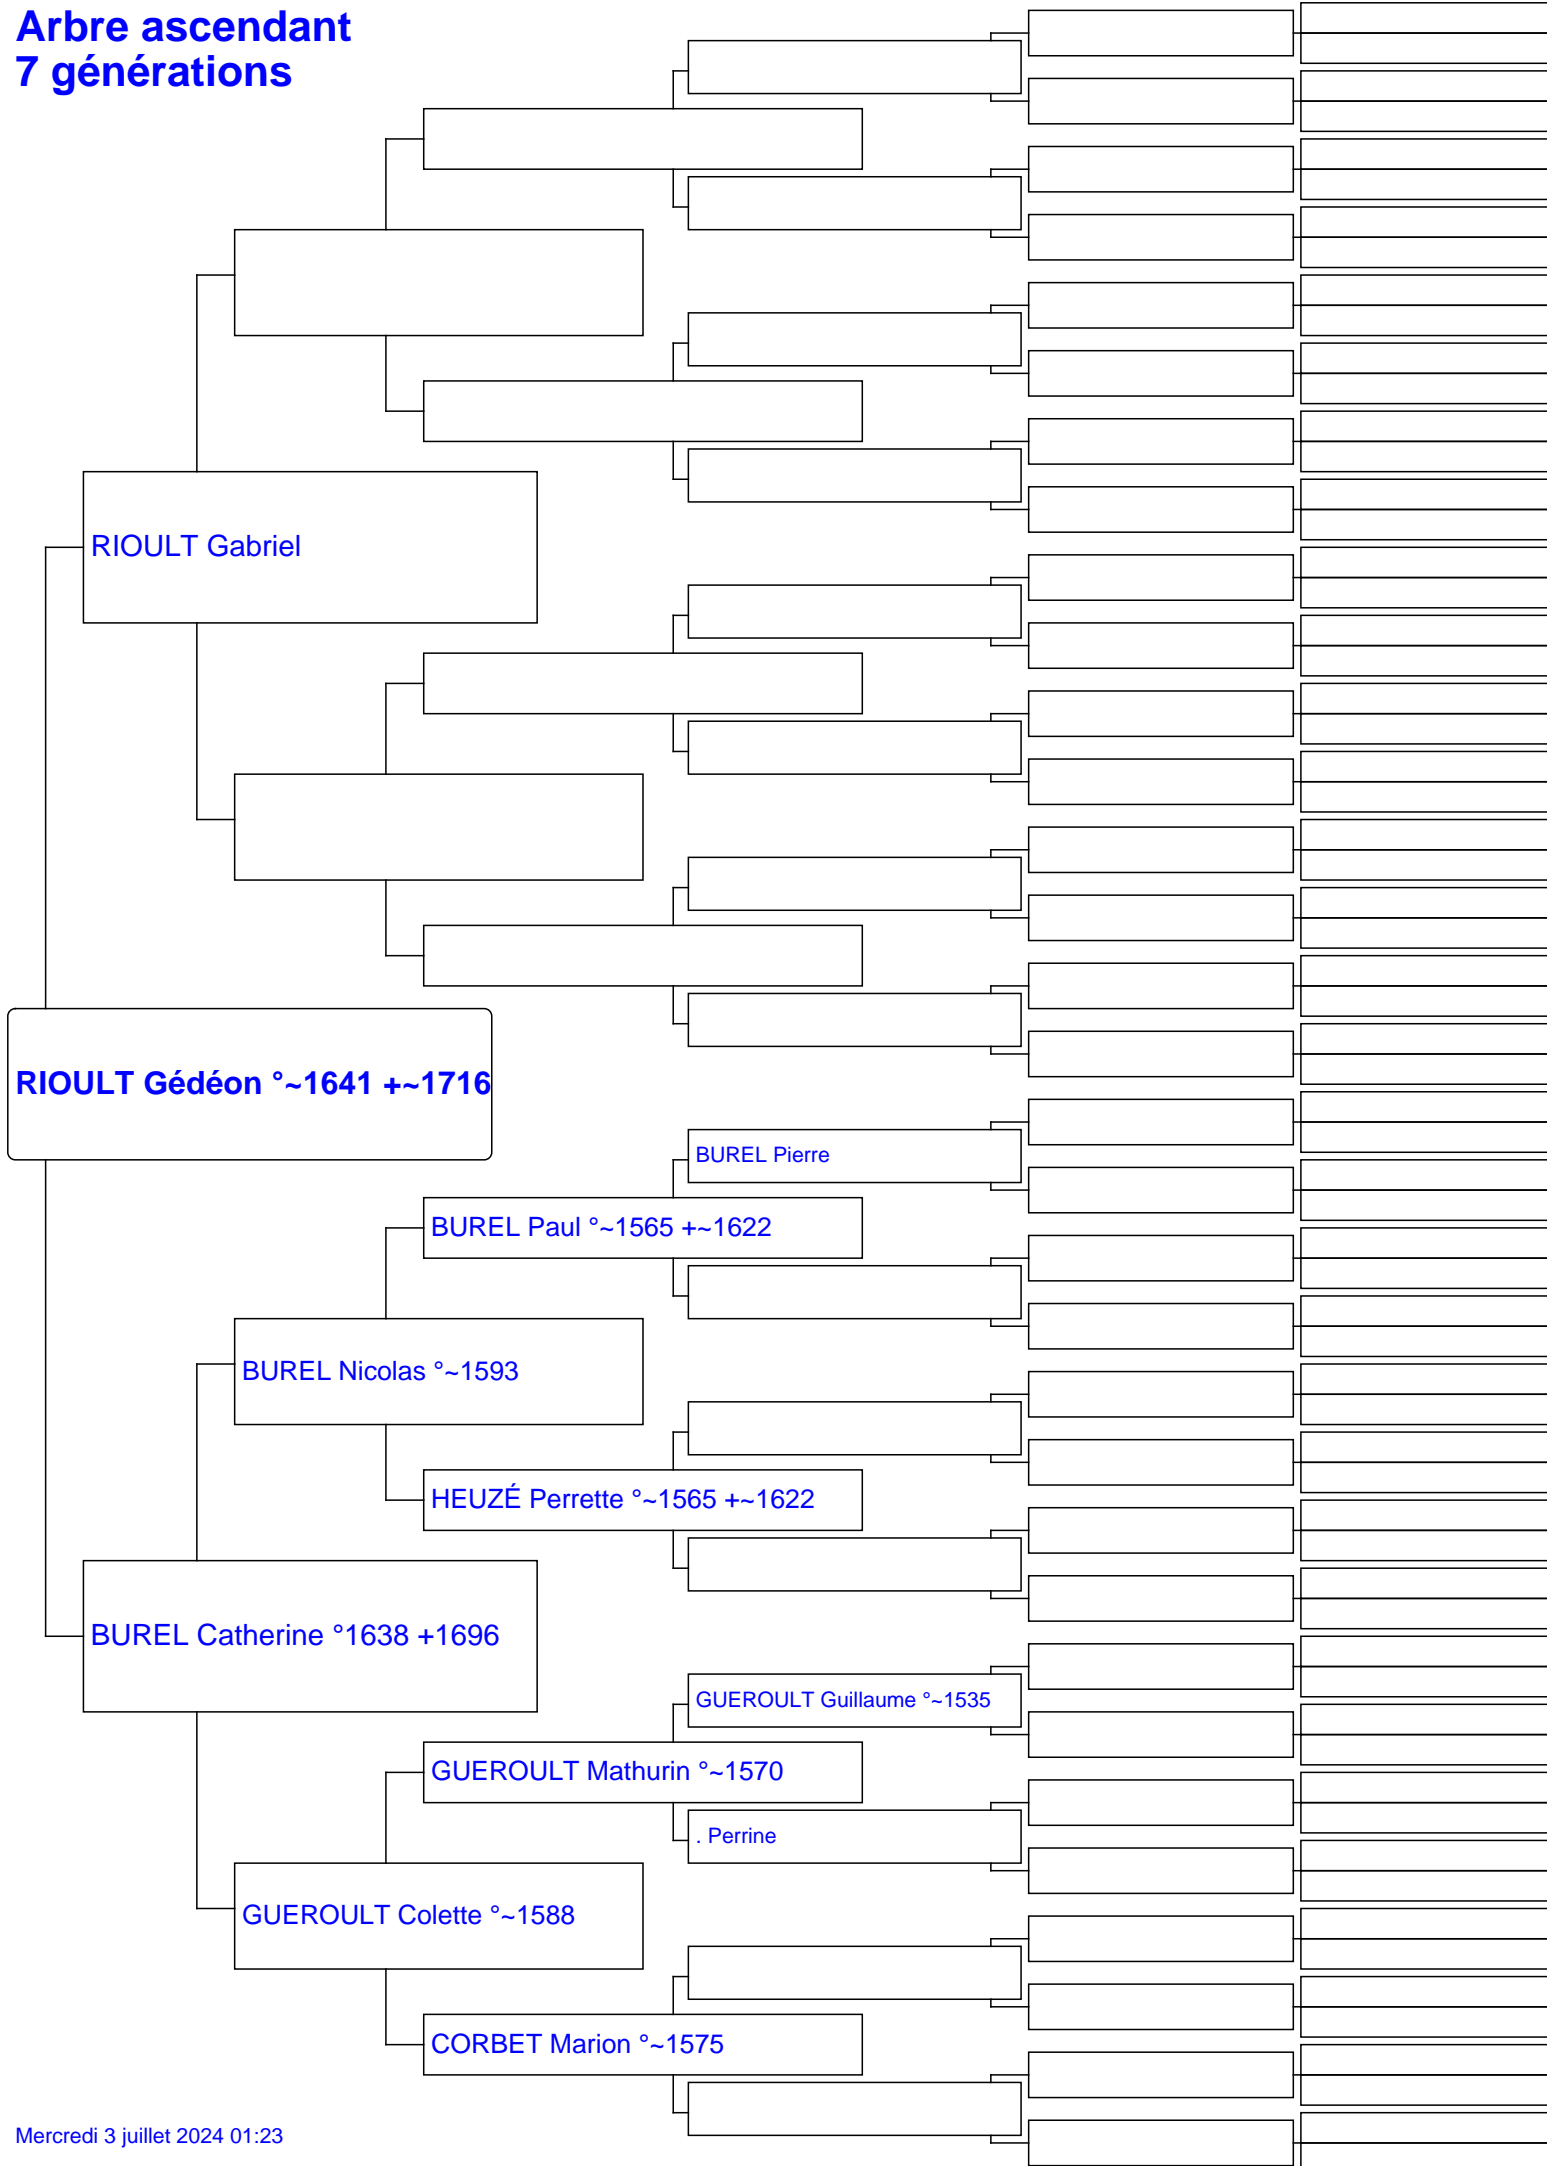 Arbre ascendant
7 générations
RIOULT Gabriel
RIOULT Gédéon °~1641 +~1716
BUREL Pierre
BUREL Paul °~1565 +~1622
BUREL Nicolas °~1593
HEUZÉ Perrette °~1565 +~1622
BUREL Catherine °1638 +1696
GUEROULT Guillaume °~1535
GUEROULT Mathurin °~1570
. Perrine
GUEROULT Colette °~1588
CORBET Marion °~1575
Mercredi 3 juillet 2024 01:23